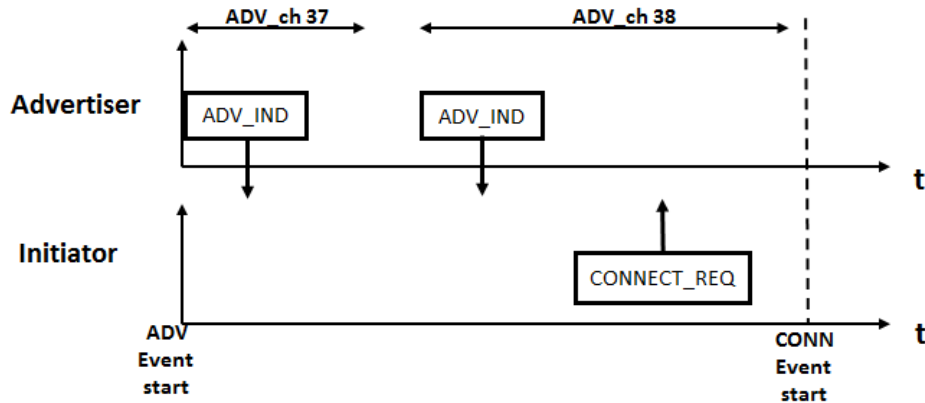 ADV_ch 37
ADV_ch 38
Advertiser
ADV_IND
ADV_IND
t
Initiator
CONNECT_REQ
t
ADV
Event
start
CONN
Event
start